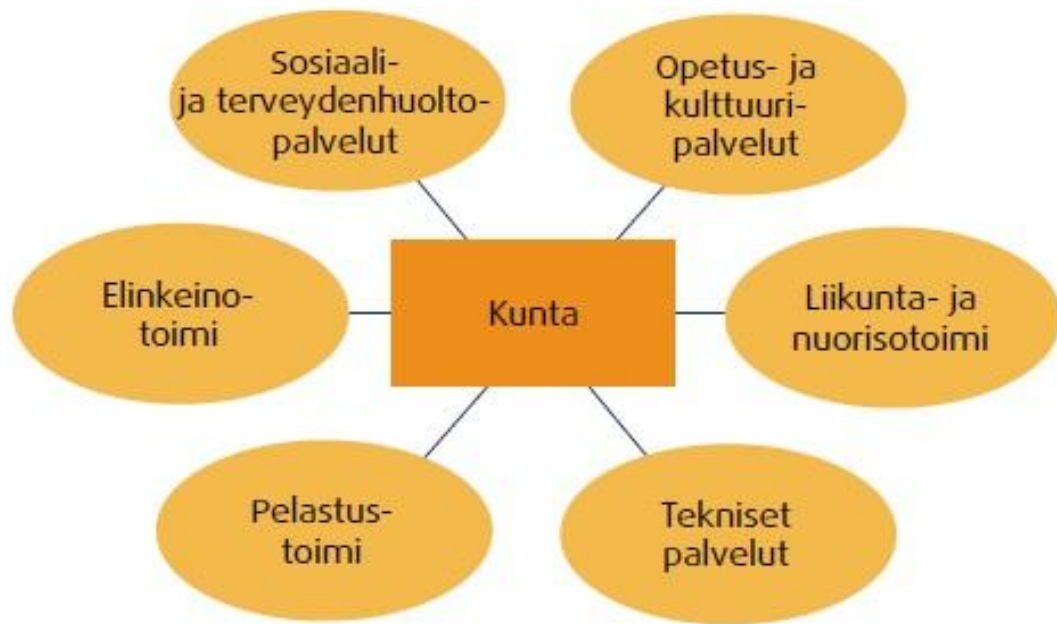 Sosiaali-
ja terveydenhuolto-
palvelut
Opetus- ja
kulttuuri-
palvelut
Elinkeino-
toimi
Kunta
Liikunta- ja
nuorisotoimi
Pelastus-
toimi
Tekniset
palvelut